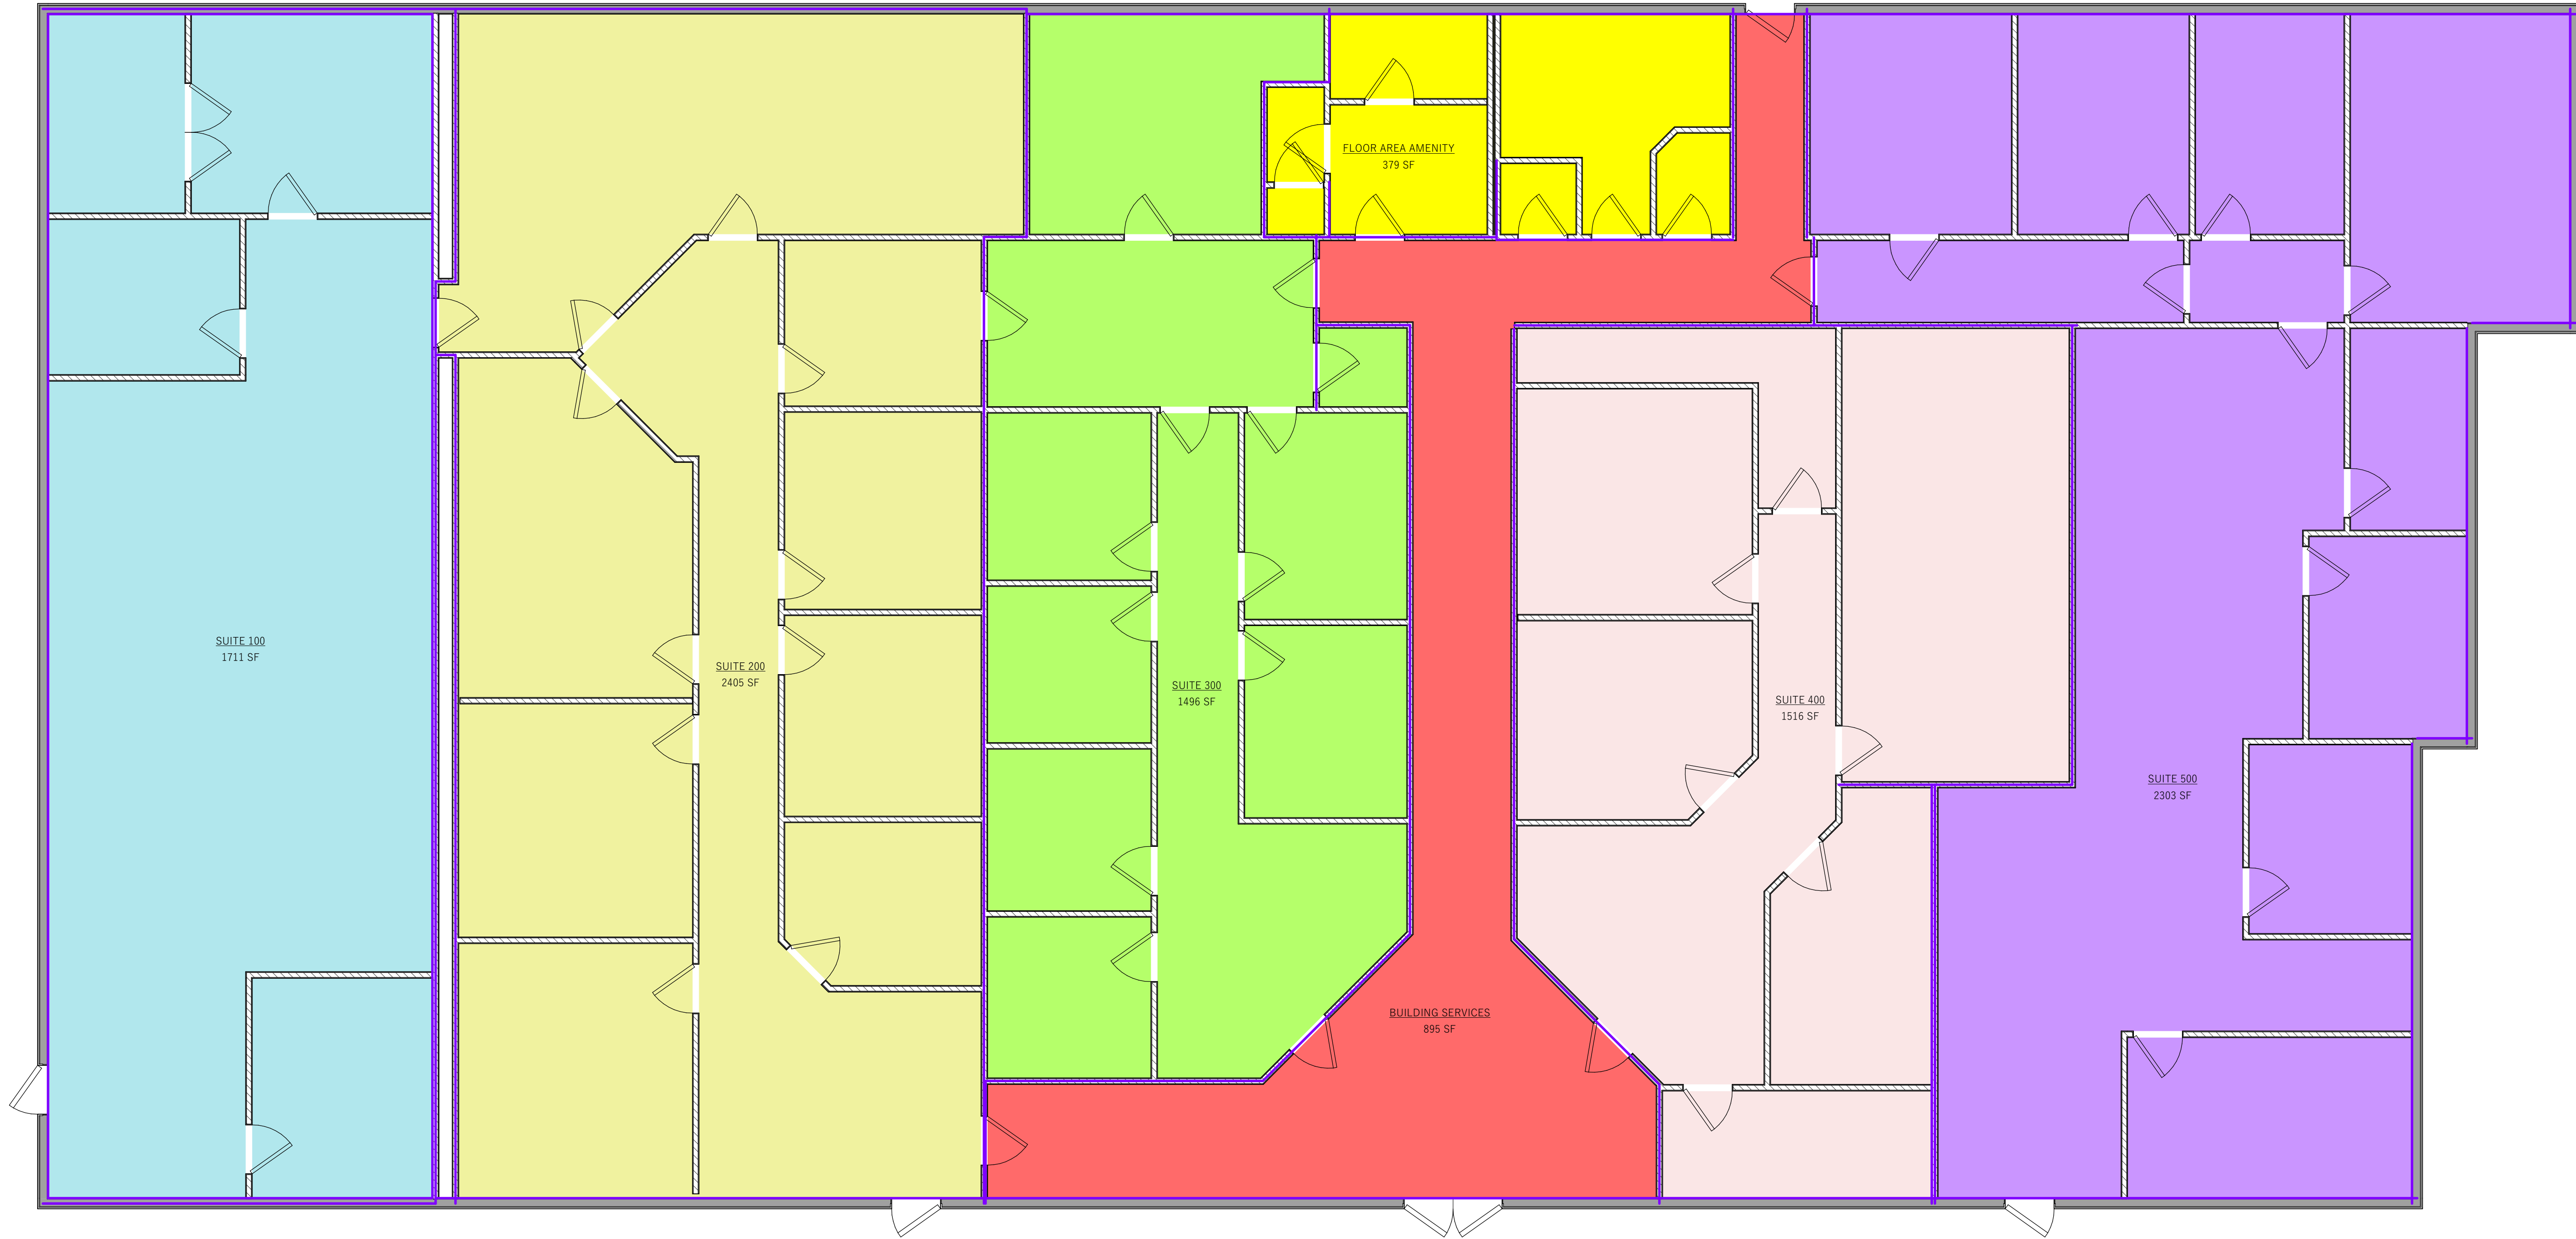 FLOOR AREA AMENITY
379 SF
SUITE 100
1711 SF
SUITE 200
2405 SF
SUITE 300
1496 SF
SUITE 400
1516 SF
SUITE 500
2303 SF
BUILDING SERVICES
895 SF